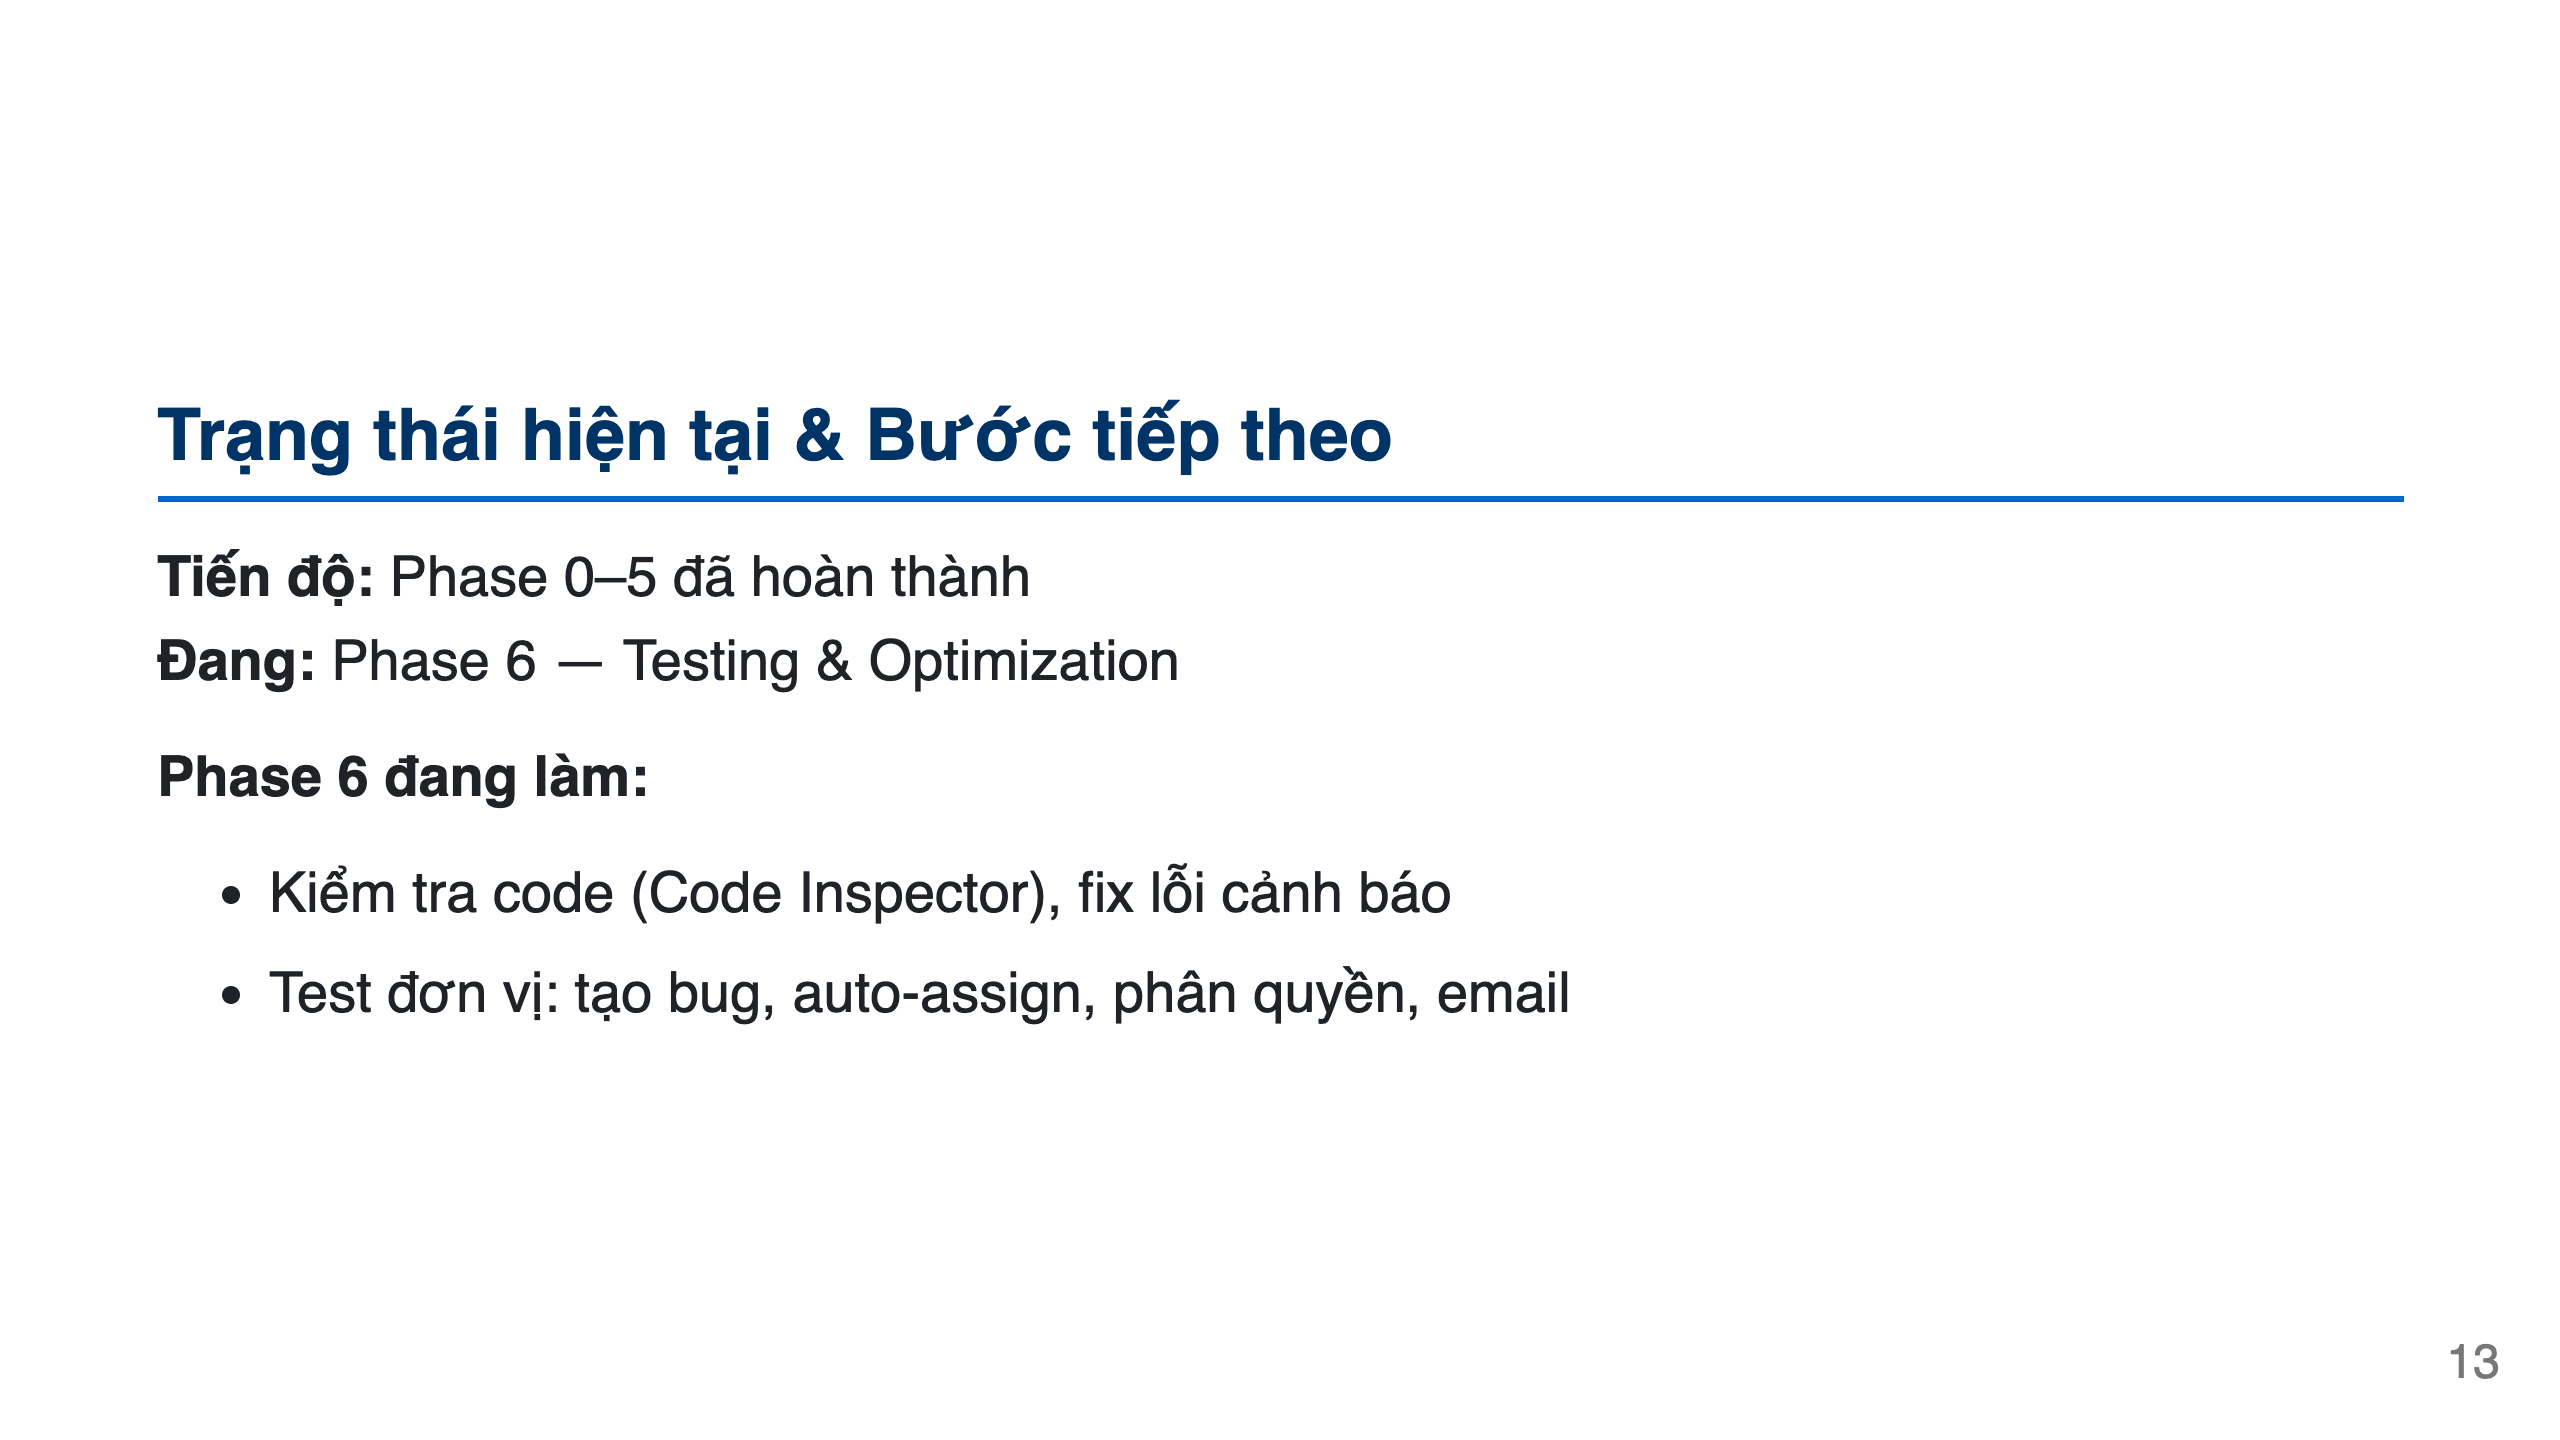 Trạng thái hiện tại & Bước tiếp theo
Tiến độ: Phase 0–5 đã hoàn thành
Đang: Phase 6 — Testing & Optimization
Phase 6 đang làm:
• Kiểm tra code (Code Inspector), fix lỗi cảnh báo
• Test đơn vị: tạo bug, auto-assign, phân quyền, email
13